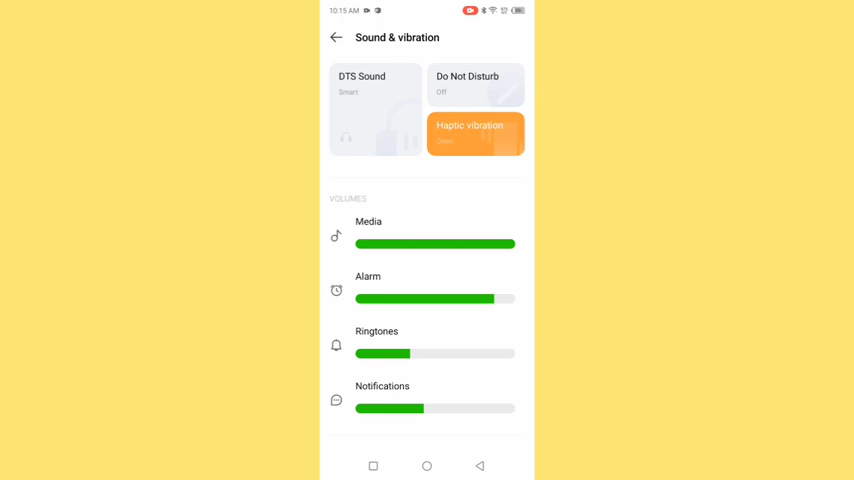 10:15 AM
Sound & vibration
DTS Sound
Smart
Do Not Disturb
Off
Haptic vibration
Open
VOLUMES
Media
Alarm
Ringtones
Notifications